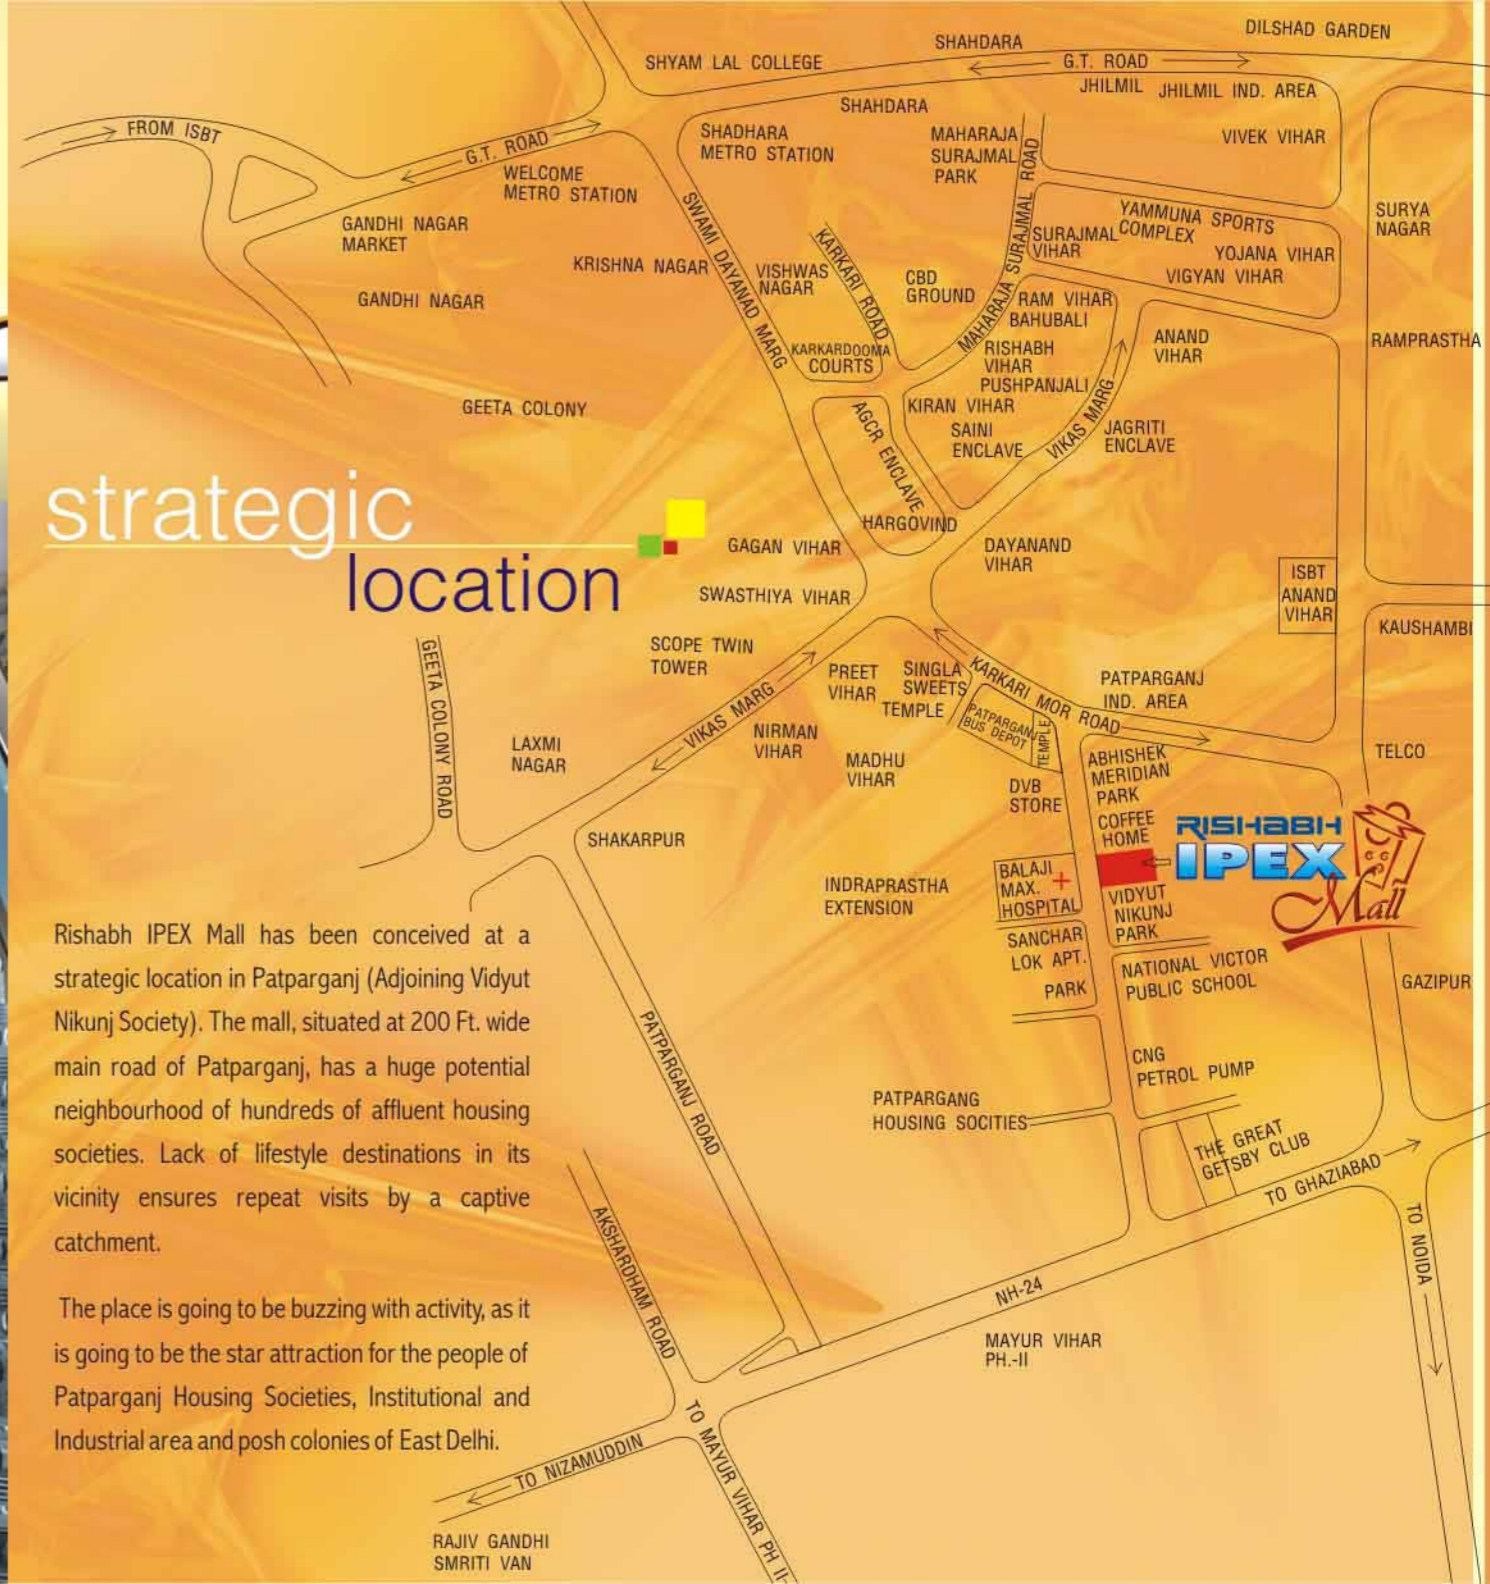 DILSHAD GARDEN
SHAHDARA
SHYAM LAL COLLEGE
G.T. ROAD
JHILMIL
JHILMIL IND. AREA
SHAHDARA
FROM ISBT
G.T. ROAD
SHADHARA
METRO STATION
MAHARAJA
SURAJMAL
PARK
VIVEK VIHAR
WELCOME
METRO STATION
MAHARAJA SURAJMAL ROAD
GANDHI NAGAR
MARKET
SWAMI DAYANAD MARG
YAMMUNA SPORTS
COMPLEX
SURYA
NAGAR
SURAJMAL
VIHAR
YOJANA VIHAR
VIGYAN VIHAR
KRISHNA NAGAR
VISHWAS
NAGAR
KARKARI ROAD
CBD
GROUND
GANDHI NAGAR
RAM VIHAR
BAHUBALI
ANAND
VIHAR
RAMPRASTHA
KARKARDOOMA
COURTS
RISHABH
VIHAR
PUSHPANJALI
GEETA COLONY
AGCR ENCLAVE
KIRAN VIHAR
SAINI
ENCLAVE
VIKAS MARG
JAGRITI
ENCLAVE
strategic
location
HARGOVIND
GAGAN VIHAR
DAYANAND
VIHAR
SWASTHIYA VIHAR
ISBT
ANAND
VIHAR
KAUSHAMBI
GEETA COLONY ROAD
SCOPE TWIN
TOWER
PREET
VIHAR
SINGLA
SWEETS
TEMPLE
KARKARI MOR ROAD
PATPARGANJ
IND. AREA
VIKAS MARG
PATPARGANJ
BUS DEPOT
TEMPLE
LAXMI
NAGAR
NIRMAN
VIHAR
MADHU
VIHAR
ABHISHEK
MERIDIAN
PARK
TELCO
DVB
STORE
COFFEE
HOME
RISHABH
IPEX
Mall
SHAKARPUR
BALAJI
MAX.
HOSPITAL
INDRAPRASTHA
EXTENSION
VIDYUT
NIKUNJ
PARK
SANCHAR
LOK APT.
PARK
NATIONAL VICTOR
PUBLIC SCHOOL
GAZIPUR
Rishabh IPEX Mall has been conceived at a
strategic location in Patparganj (Adjoining Vidyut
Nikunj Society). The mall, situated at 200 Ft. wide
main road of Patparganj, has a huge potential
neighbourhood of hundreds of affluent housing
societies. Lack of lifestyle destinations in its
vicinity ensures repeat visits by a captive
catchment.
The place is going to be buzzing with activity, as it
is going to be the star attraction for the people of
Patparganj Housing Societies, Institutional and
Industrial area and posh colonies of East Delhi.
PATPARGANJ ROAD
CNG
PETROL PUMP
PATPARGANG
HOUSING SOCITIES
THE GREAT
GETSBY CLUB
TO GHAZIABAD
AKSHARDHAM ROAD
TO NOIDA
NH-24
MAYUR VIHAR
PH.-II
TO MAYUR VIHAR PH II
TO NIZAMUDDIN
RAJIV GANDHI
SMRITI VAN